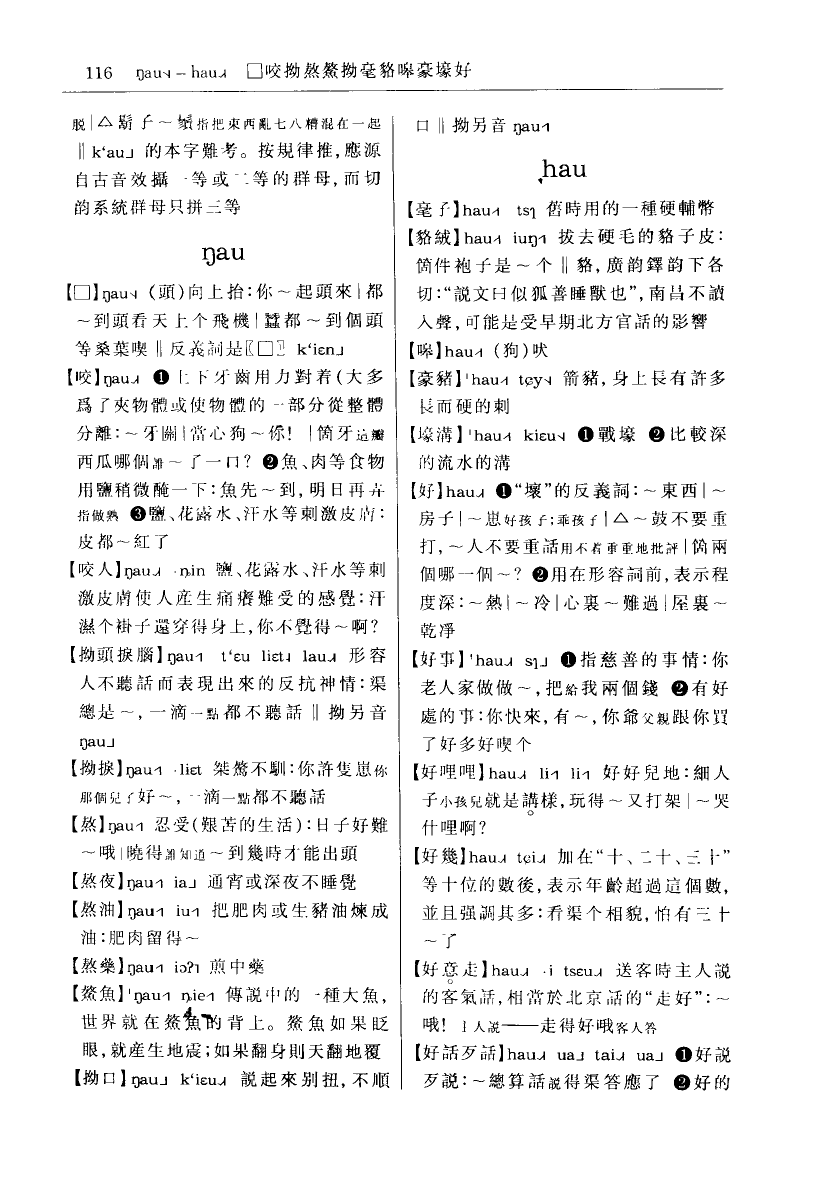 116 ŋau˧˩ – hau˨˩˧ □咬拗熬鰲拗毫貉嗥豪壕好
脱|△鬍子～鬚指把東西亂七八糟混在一起
‖k‘au˩ 的本字難考。按規律推,應源
自古音效攝一等或二等的群母,而切
韵系統群母只拼三等
ŋau
【□】ŋau (頭)向上抬:你～起頭來|都
～到頭看天上个飛機|蠶都～到個頭
等桑葉喫‖反義詞是〖□〗k‘iɛn˩
【咬】ŋau ❶上下牙齒用力對着(大多
爲了夾物體或使物體的一部分從整體
分離:～牙關|當心狗～你! |箇牙這瓣
西瓜哪個誰～了一口? ❷魚、肉等食物
用鹽稍微醃一下:魚先～到,明日再弄
指做熟 ❸鹽、花露水、汗水等刺激皮膚:
皮都～紅了
【咬人】ŋau ·ȵin 鹽、花露水、汗水等刺
激皮膚使人産生痛癢難受的感覺:汗
濕个褂子還穿得身上,你不覺得～啊?
【拗頭捩腦】ŋau t‘ɛu liɛt lau 形容
人不聽話而表現出來的反抗神情:渠
總是～,一滴一點都不聽話‖拗另音
ŋau˩
【拗捩】ŋau ·liɛt 桀驁不馴:你許隻崽你
那個兒子好～,一滴一點都不聽話
【熬】ŋau 忍受(艱苦的生活):日子好難
～哦|曉得誰知道～到幾時才能出頭
【熬夜】ŋau ia˩ 通宵或深夜不睡覺
【熬油】ŋau iu 把肥肉或生豬油煉成
油:肥肉留得～
【熬藥】ŋau iɔʔ 煎中藥
【鰲魚】ˈŋau ȵie 傳説中的一種大魚,
世界就在鰲魚的背上。鰲魚如果眨
眼,就産生地震;如果翻身則天翻地覆
【拗口】ŋau˩ k‘iɛu 説起來别扭,不順
口‖拗另音 ŋau
hau
【毫子】hau tsɿ 舊時用的一種硬輔幣
【貉絨】hau iuŋ 拔去硬毛的貉子皮:
箇件袍子是～个‖貉,廣韵鐸韵下各
切:“説文曰似狐善睡獸也”,南昌不讀
入聲,可能是受早期北方官話的影響
【嗥】hau (狗)吠
【豪豬】ˈhau tɕy 箭豬,身上長有許多
長而硬的刺
【壕溝】ˈhau kiɛu ❶戰壕 ❷比較深
的流水的溝
【好】hau ❶“壞”的反義詞:～東西|～
房子|～崽好孩子;乖孩子|△～鼓不要重
打,～人不要重話用不着重重地批評|箇兩
個哪一個～? ❷用在形容詞前,表示程
度深:～熱|～冷|心裏～難過|屋裏～
乾凈
【好事】ˈhau sɿ˩ ❶指慈善的事情:你
老人家做做～,把給我兩個錢 ❷有好
處的事:你快來,有～,你爺父親跟你買
了好多好喫个
【好哩哩】hau li li 好好兒地:細人
子小孩兒就是講樣,玩得～又打架|～哭
什哩啊?
【好幾】hau tɕi 加在“十、二十、三十”
等十位的數後,表示年齡超過這個數,
並且强調其多:看渠个相貌,怕有三十
～了
【好意走】hau ·i tsɛu 送客時主人説
的客氣話,相當於北京話的“走好”:～
哦! 主人説——走得好哦客人答
【好話歹話】hau ua˩ tai ua˩ ❶好説
歹説:～總算話説得渠答應了 ❷好的